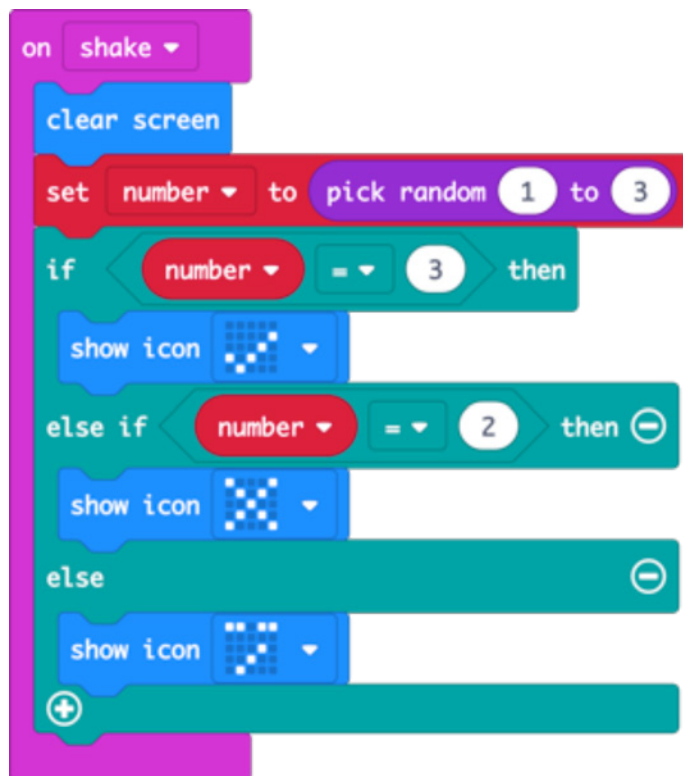 on shake
clear screen
set number to pick random 1 to 3
if number = 3 then
show icon
else if number = 2 then
show icon
else
show icon